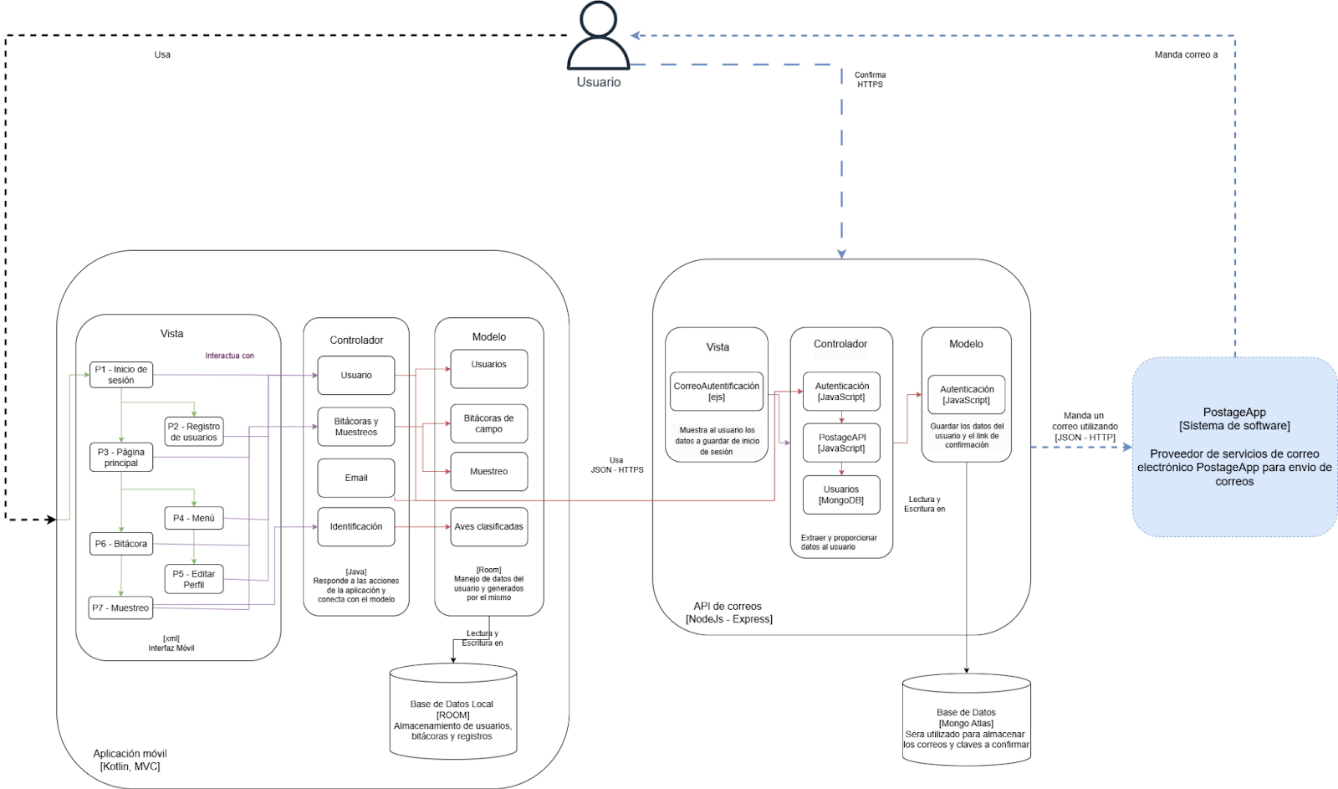 Usuario
Usa
Confirma
HTTPS
Manda correo a
Vista
Interactua con
P1 - Inicio de
sesión
P2 - Registro
de usuarios
P3 - Página
principal
P4 - Menú
P6 - Bitácora
P5 - Editar
Perfil
P7 - Muestreo
[xml]
Interfaz Móvil
Controlador
Usuario
Bitácoras y
Muestreos
Email
Identificación
[Java]
Responde a las acciones
de la aplicación y
conecta con el modelo
Modelo
Usuarios
Bitácoras de
campo
Muestreo
Aves clasificadas
[Room]
Manejo de datos del
usuario y generados
por el mismo
Lectura y
Escritura en
Base de Datos Local
[ROOM]
Almacenamiento de usuarios,
bitácoras y registros
Aplicación móvil
[Kotlin, MVC]
Usa
JSON - HTTPS
Vista
CorreoAutentificación
[ejs]
Muestra al usuario los
datos a guardar de inicio
de sesión
Controlador
Autenticación
[JavaScript]
PostageAPI
[JavaScript]
Usuarios
[MongoDB]
Extraer y proporcionar
datos al usuario
Modelo
Autenticación
[JavaScript]
Guardar los datos del
usuario y el link de
confirmación
Lectura y
Escritura en
API de correos
[NodeJs - Express]
Base de Datos
[Mongo Atlas]
Sera utilizado para almacenar
los correos y claves a confirmar
Manda un
correo utilizando
[JSON - HTTP]
PostageApp
[Sistema de software]
Proveedor de servicios de correo
electrónico PostageApp para envio de
correos